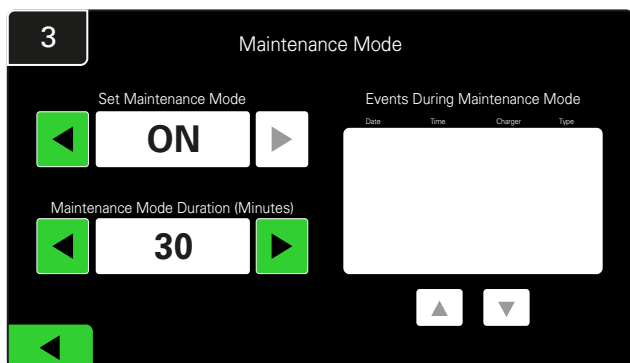 3
Maintenance Mode
Set Maintenance Mode
ON
Maintenance Mode Duration (Minutes)
30
Events During Maintenance Mode
Date Time Charger Type